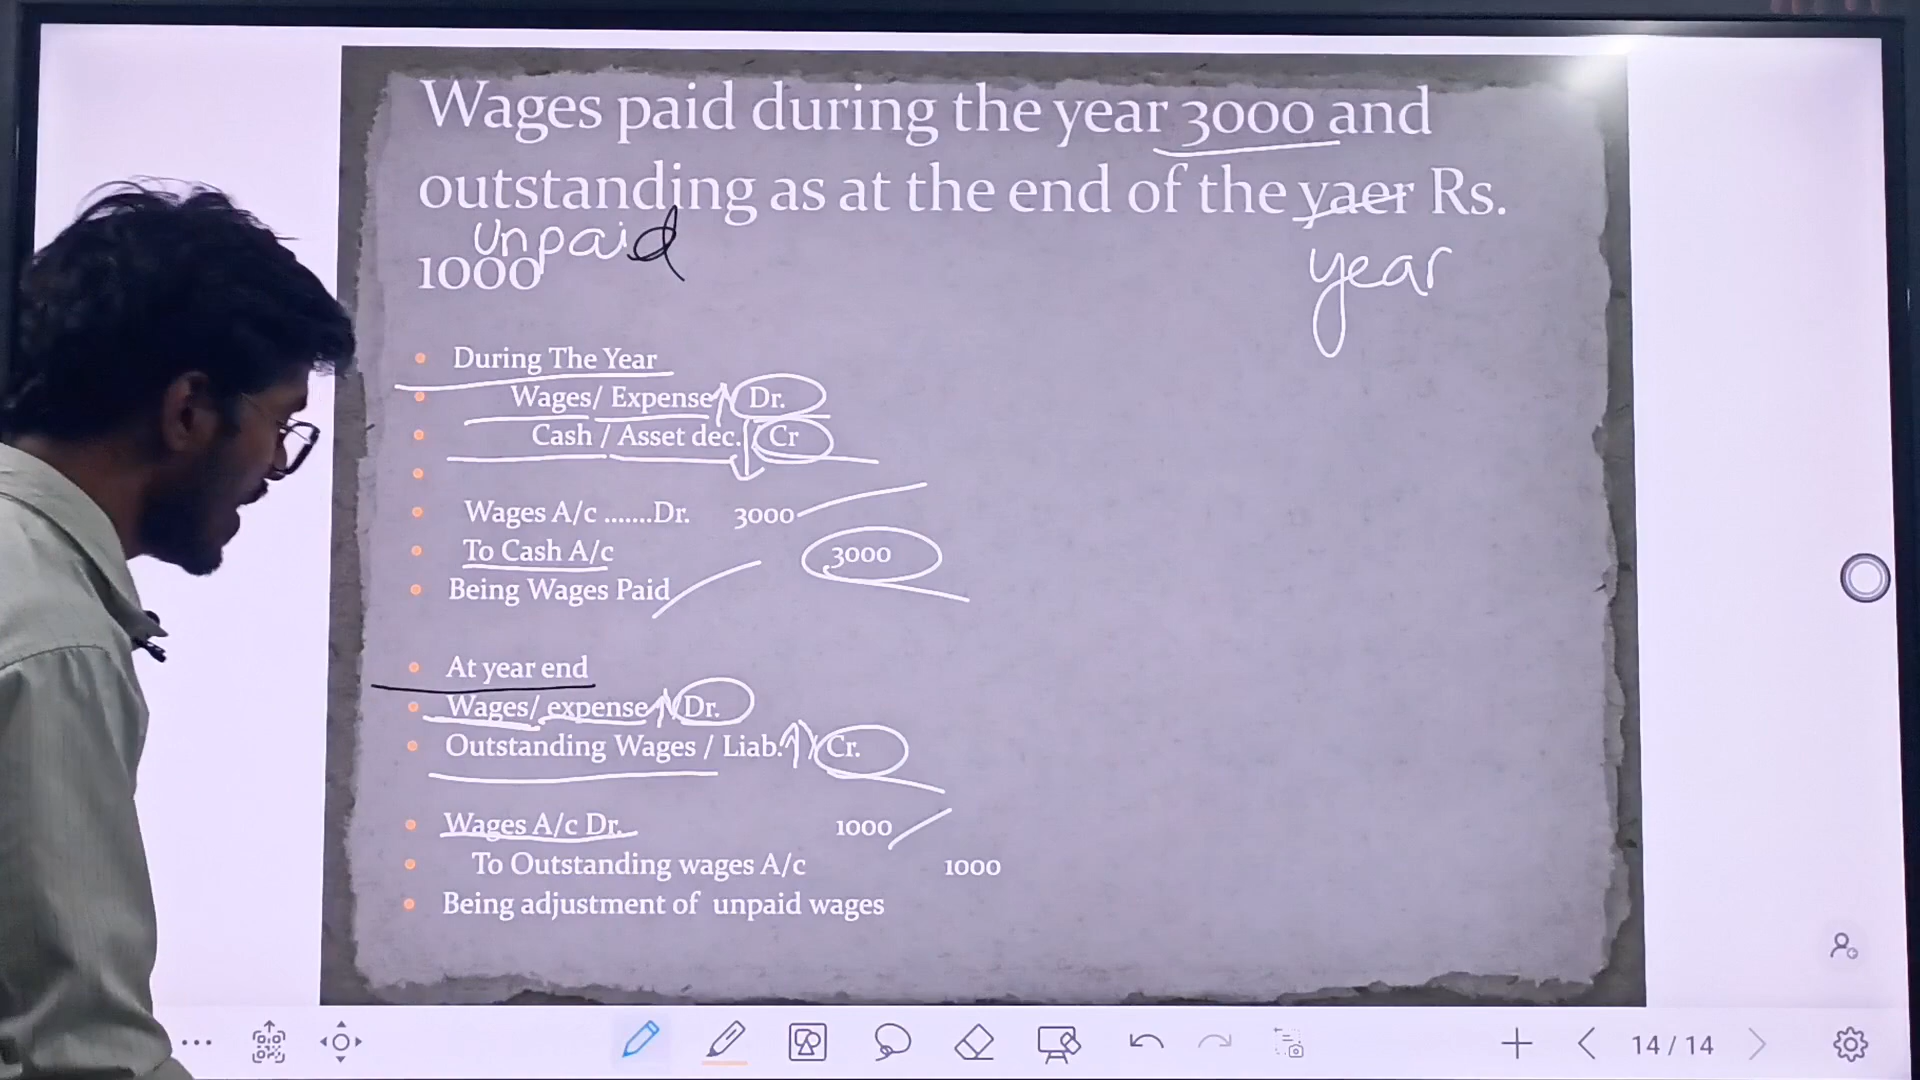 Wages paid during the year 3000 and
outstanding as at the end of the yaer Rs.
unpaid
year
1000
During The Year
Wages/ Expense Dr.
Cash / Asset dec. / Cr
Wages A/c .......Dr. 3000
To Cash A/c 3000
Being Wages Paid
At year end
Wages/ expense / Dr.
Outstanding Wages / Liab. / Cr.
Wages A/c Dr. 1000
To Outstanding wages A/c 1000
Being adjustment of unpaid wages
14 / 14